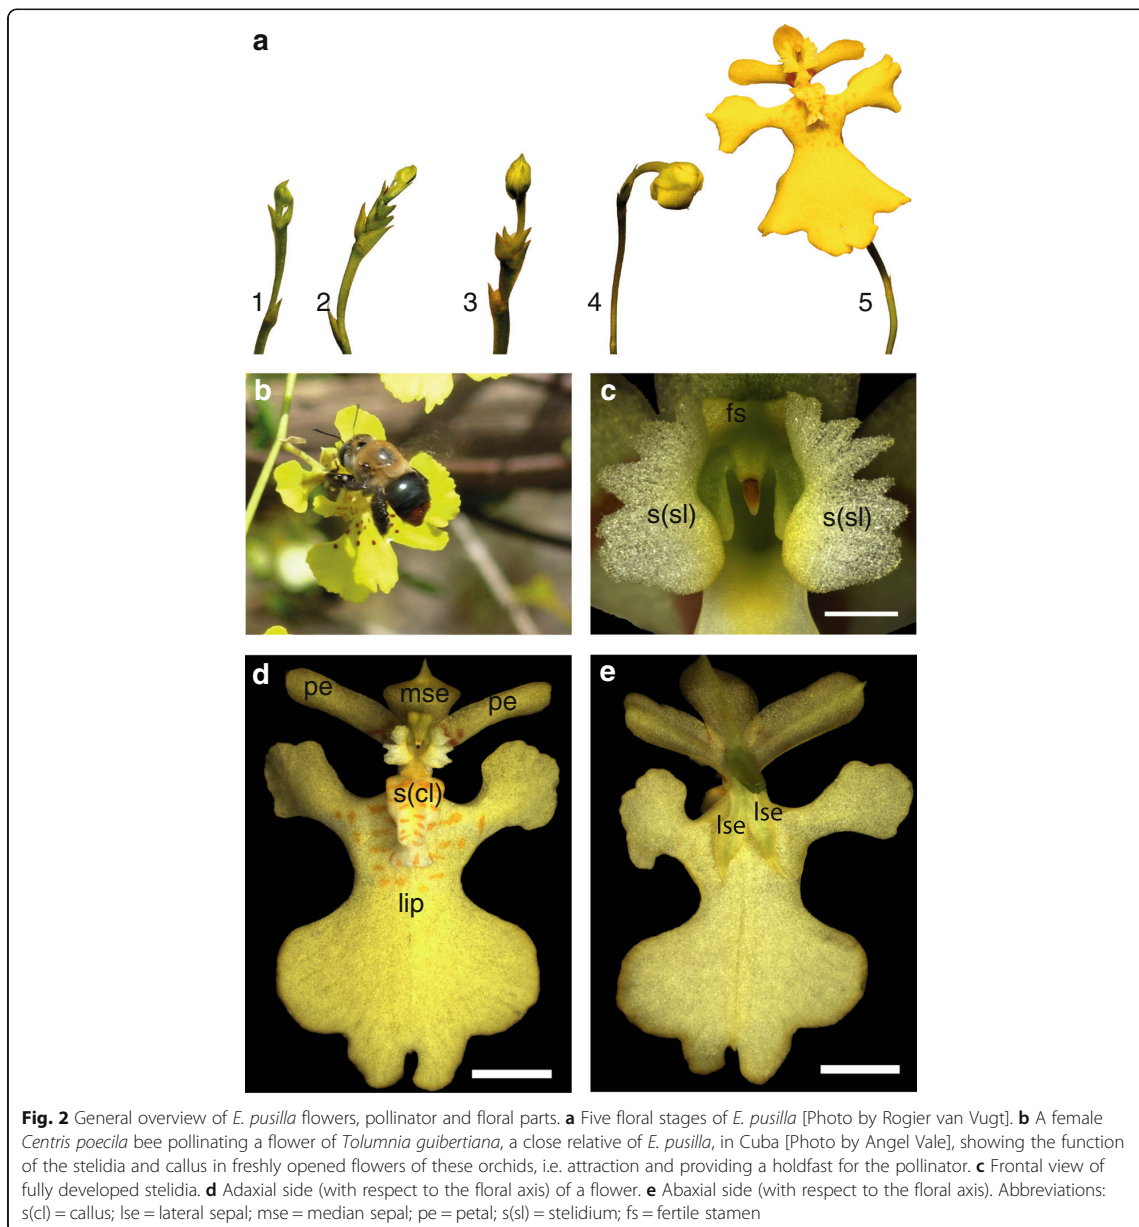 a
1
2
3
4
5
b
c
fs
s(sl)
s(sl)
d
pe
mse
pe
s(cl)
lip
e
lse
lse
Fig. 2 General overview of E. pusilla flowers, pollinator and floral parts. a Five floral stages of E. pusilla [Photo by Rogier van Vugt]. b A female
Centris poecila bee pollinating a flower of Tolumnia guibertiana, a close relative of E. pusilla, in Cuba [Photo by Angel Vale], showing the function
of the stelidia and callus in freshly opened flowers of these orchids, i.e. attraction and providing a holdfast for the pollinator. c Frontal view of
fully developed stelidia. d Adaxial side (with respect to the floral axis) of a flower. e Abaxial side (with respect to the floral axis). Abbreviations:
s(cl) = callus; lse = lateral sepal; mse = median sepal; pe = petal; s(sl) = stelidium; fs = fertile stamen